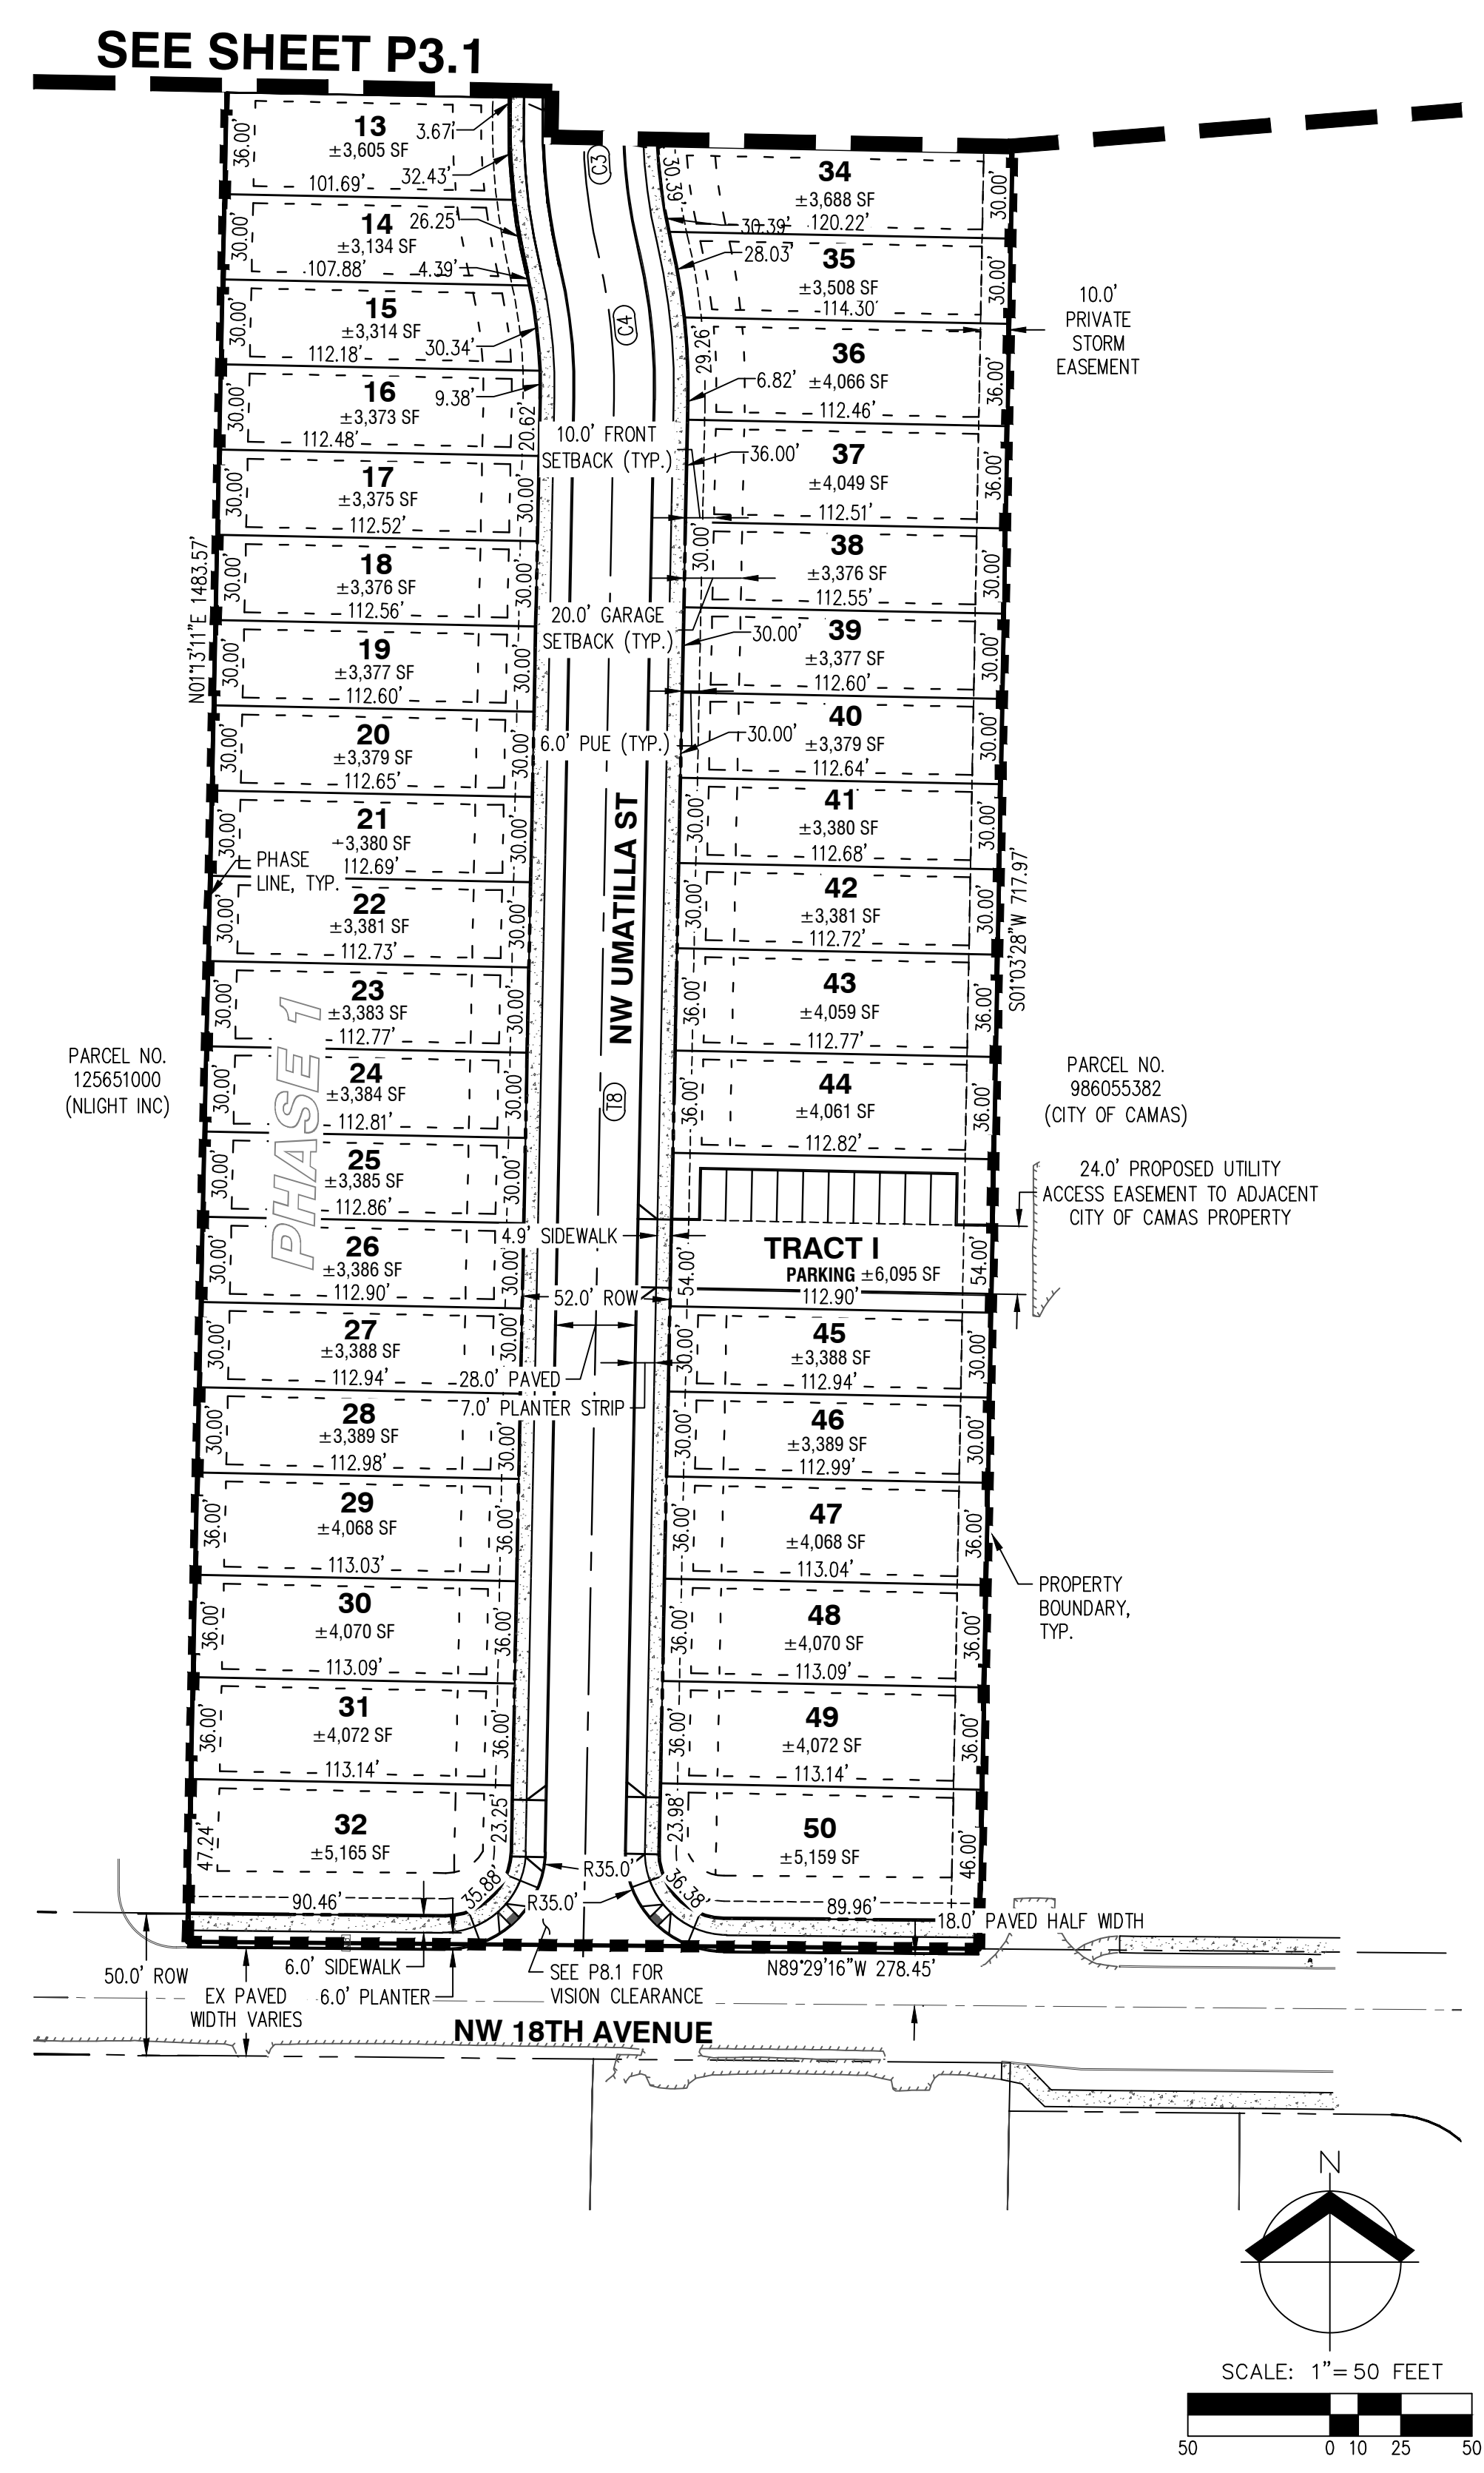 SEE SHEET P3.1
13
±3,605 SF
36.00'
101.69'
3.67'
32.43'
14
±3,134 SF
30.00'
107.88'
26.25'
4.39'
15
±3,314 SF
30.00'
112.18'
30.34'
16
±3,373 SF
30.00'
112.48'
9.38'
20.62'
17
±3,375 SF
30.00'
112.52'
30.00'
18
±3,376 SF
30.00'
112.56'
30.00'
19
±3,377 SF
30.00'
112.60'
30.00'
20
±3,379 SF
30.00'
112.65'
30.00'
21
±3,380 SF
30.00'
112.69'
30.00'
PHASE
LINE, TYP.
22
±3,381 SF
30.00'
112.73'
30.00'
23
±3,383 SF
30.00'
112.77'
30.00'
24
±3,384 SF
30.00'
112.81'
30.00'
25
±3,385 SF
30.00'
112.86'
30.00'
26
±3,386 SF
30.00'
112.90'
30.00'
27
±3,388 SF
30.00'
112.94'
30.00'
28
±3,389 SF
30.00'
112.98'
30.00'
29
±4,068 SF
36.00'
113.03'
36.00'
30
±4,070 SF
36.00'
113.09'
36.00'
31
±4,072 SF
36.00'
113.14'
36.00'
32
±5,165 SF
47.24'
23.25'
35.88'
90.46'
N01°13'11"E 1483.57'
PHASE 1
PARCEL NO.
125651000
(NLIGHT INC)
C3
C4
T8
NW UMATILLA ST
10.0' FRONT
SETBACK (TYP.)
20.0' GARAGE
SETBACK (TYP.)
6.0' PUE (TYP.)
4.9' SIDEWALK
52.0' ROW
28.0' PAVED
7.0' PLANTER STRIP
R35.0'
R35.0'
34
±3,688 SF
30.39'
30.39'
120.22'
30.00'
35
±3,508 SF
28.03'
114.30'
30.00'
36
±4,066 SF
29.26'
6.82'
112.46'
36.00'
37
±4,049 SF
36.00'
112.51'
36.00'
38
±3,376 SF
30.00'
112.55'
30.00'
39
±3,377 SF
30.00'
112.60'
30.00'
40
±3,379 SF
30.00'
112.64'
30.00'
41
±3,380 SF
30.00'
112.68'
30.00'
42
±3,381 SF
30.00'
112.72'
30.00'
43
±4,059 SF
36.00'
112.77'
36.00'
44
±4,061 SF
36.00'
112.82'
36.00'
TRACT I
PARKING ±6,095 SF
54.00'
112.90'
54.00'
45
±3,388 SF
30.00'
112.94'
30.00'
46
±3,389 SF
30.00'
112.99'
30.00'
47
±4,068 SF
36.00'
113.04'
36.00'
48
±4,070 SF
36.00'
113.09'
36.00'
49
±4,072 SF
36.00'
113.14'
36.00'
50
±5,159 SF
23.98'
36.38'
89.96'
46.00'
10.0'
PRIVATE
STORM
EASEMENT
S01°03'28"W 717.97'
PARCEL NO.
986055382
(CITY OF CAMAS)
24.0' PROPOSED UTILITY
ACCESS EASEMENT TO ADJACENT
CITY OF CAMAS PROPERTY
PROPERTY
BOUNDARY,
TYP.
18.0' PAVED HALF WIDTH
N89°29'16"W 278.45'
SEE P8.1 FOR
VISION CLEARANCE
6.0' SIDEWALK
6.0' PLANTER
50.0' ROW
EX PAVED
WIDTH VARIES
NW 18TH AVENUE
N
SCALE: 1"= 50 FEET
50 0 10 25 50